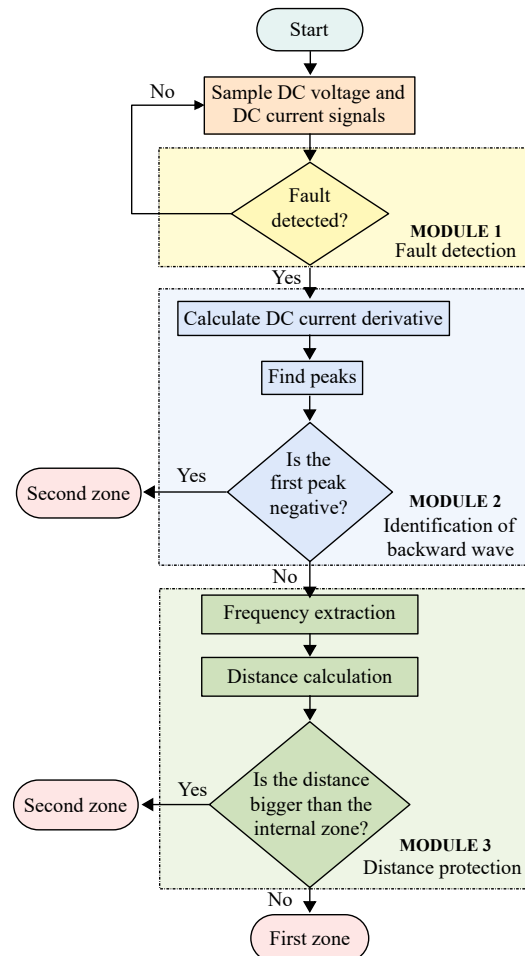 Start
No
Sample DC voltage and
DC current signals
Fault
detected?
MODULE 1
Fault detection
Yes
Calculate DC current derivative
Find peaks
Is the
first peak
negative?
Yes
Second zone
MODULE 2
Identification of
backward wave
No
Frequency extraction
Distance calculation
Is the distance
bigger than the
internal zone?
Yes
Second zone
MODULE 3
Distance protection
No
First zone